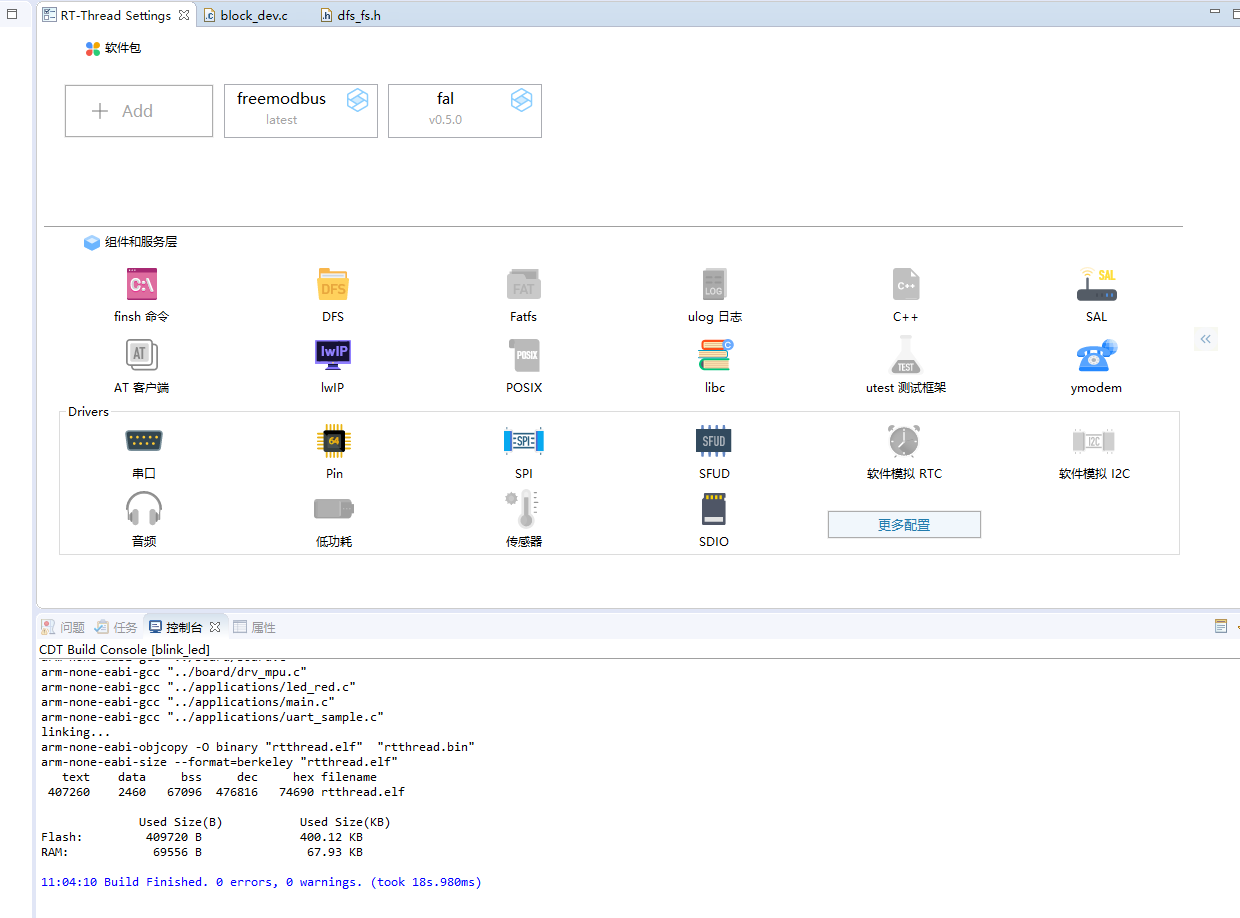 RT-Thread Settings
block_dev.c
dfs_fs.h
软件包
Add
freemodbus
latest
fal
v0.5.0
组件和服务层
C:\
DFS
FAT
LOG
C++
SAL
finsh 命令
DFS
Fatfs
ulog 日志
C++
SAL
AT
lwIP
POSIX
C
TEST
AT 客户端
lwIP
POSIX
libc
utest 测试框架
ymodem
Drivers
64
SPI
SFUD
I2C
串口
Pin
SPI
SFUD
软件模拟 RTC
软件模拟 I2C
更多配置
音频
低功耗
传感器
SDIO
问题
任务
控制台
属性
CDT Build Console [blink_led]
arm-none-eabi-gcc "../board/board.c"
arm-none-eabi-gcc "../board/drv_mpu.c"
arm-none-eabi-gcc "../applications/led_red.c"
arm-none-eabi-gcc "../applications/main.c"
arm-none-eabi-gcc "../applications/uart_sample.c"
linking...
arm-none-eabi-objcopy -O binary "rtthread.elf"  "rtthread.bin"
arm-none-eabi-size --format=berkeley "rtthread.elf"
   text    data     bss     dec     hex filename
 407260    2460   67096  476816   74690 rtthread.elf
              Used Size(B)           Used Size(KB)
Flash:         409720 B              400.12 KB
RAM:            69556 B               67.93 KB
11:04:10 Build Finished. 0 errors, 0 warnings. (took 18s.980ms)